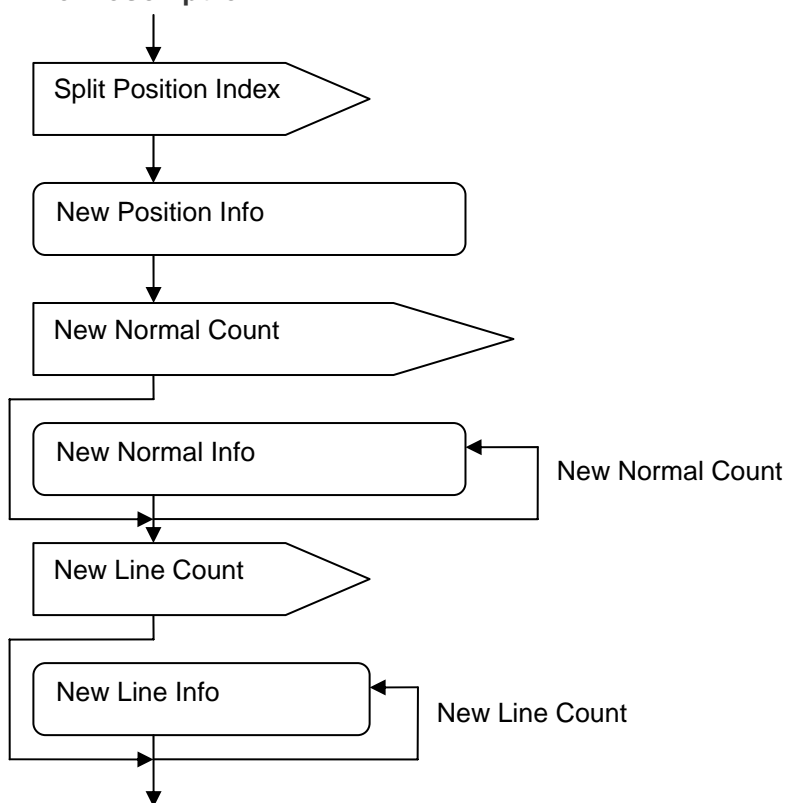 Split Position Index
New Position Info
New Normal Count
New Normal Info
New Normal Count
New Line Count
New Line Info
New Line Count